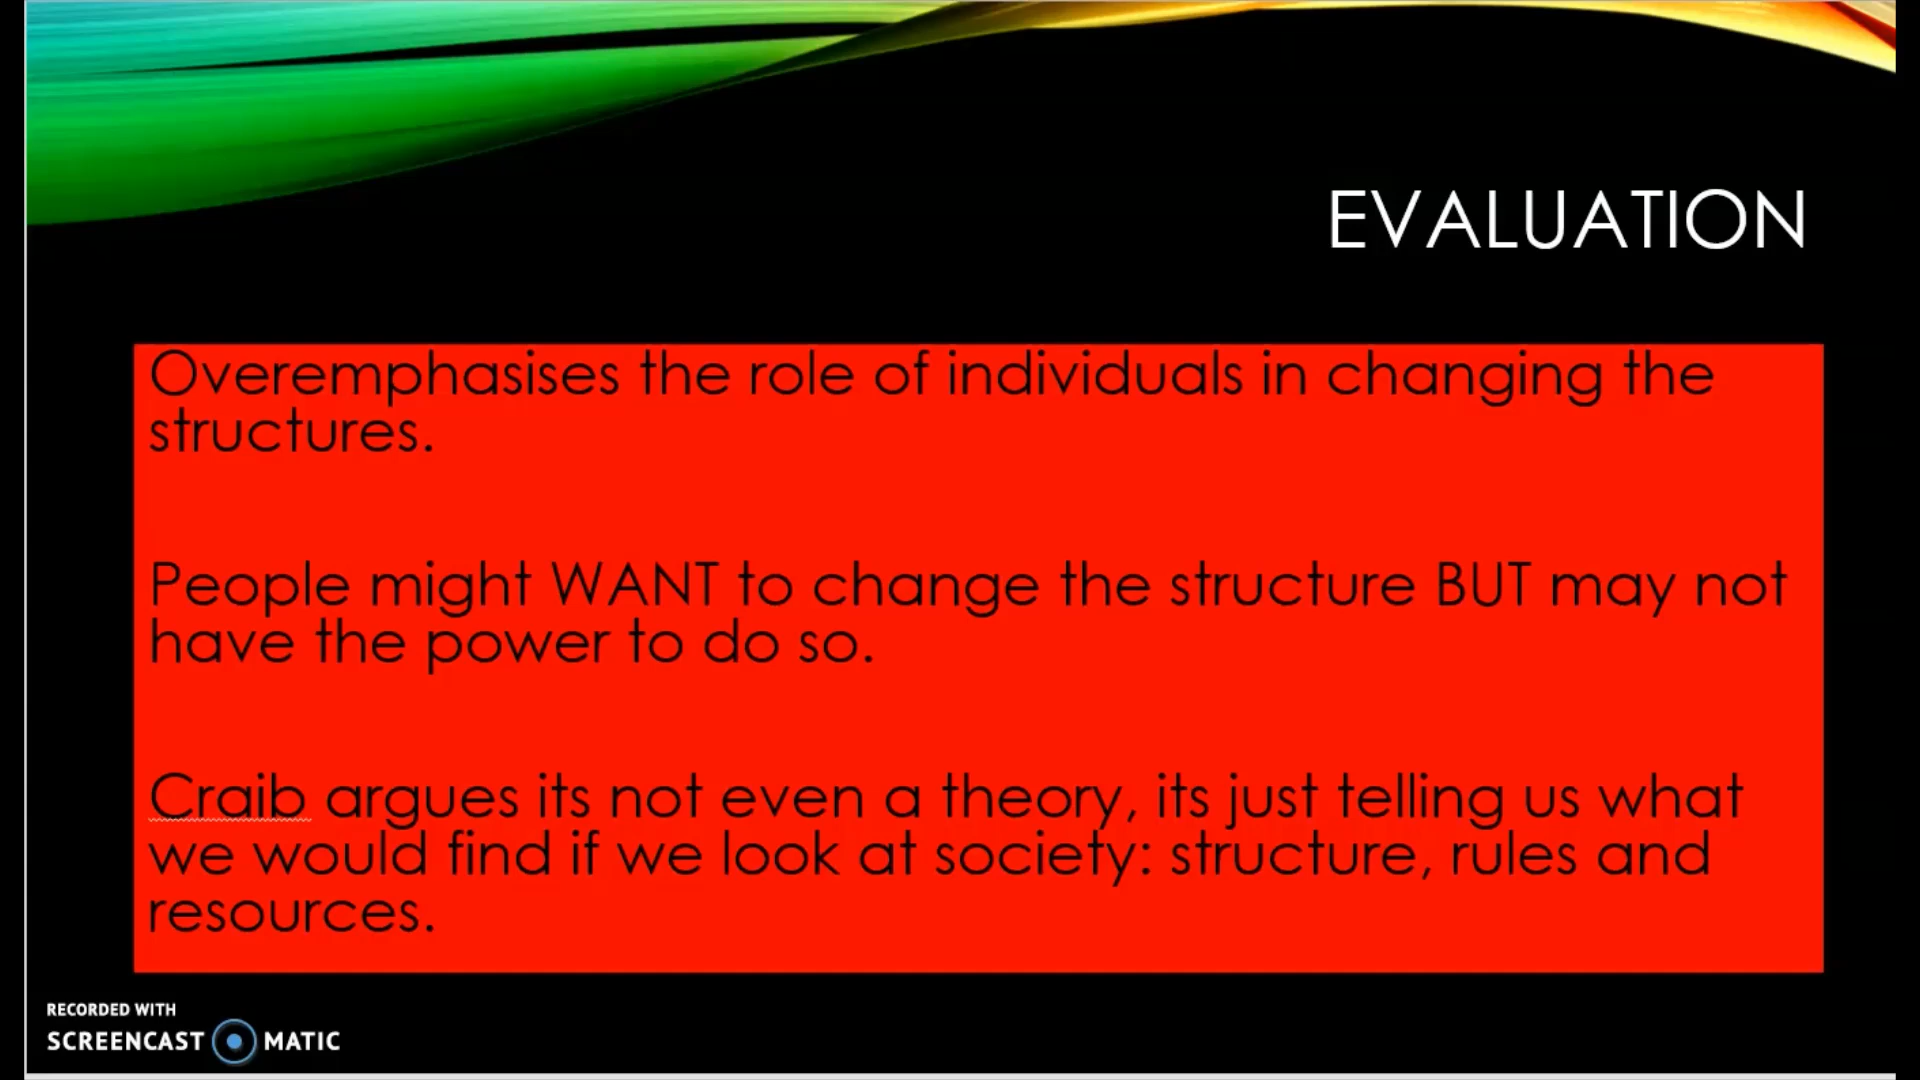 EVALUATION
Overemphasises the role of individuals in changing the
structures.
People might WANT to change the structure BUT may not
have the power to do so.
Craib argues its not even a theory, its just telling us what
we would find if we look at society: structure, rules and
resources.
RECORDED WITH
SCREENCAST MATIC